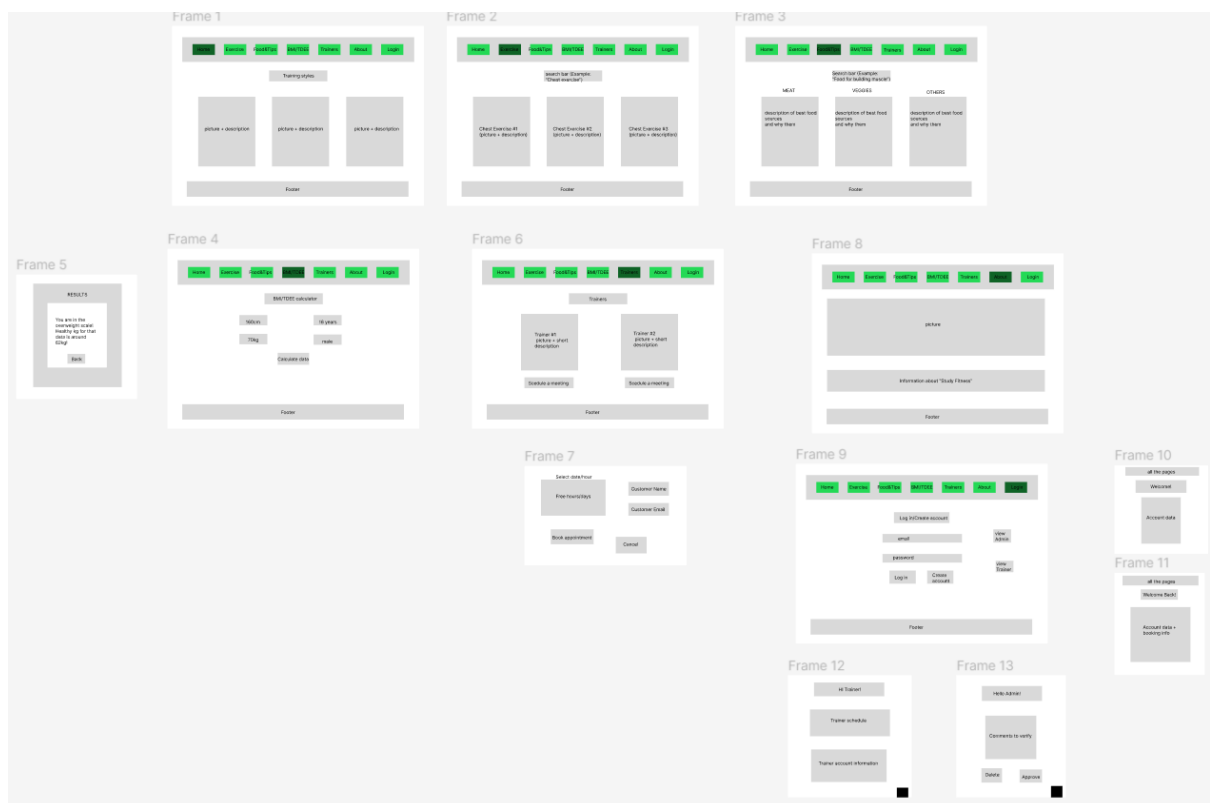 Frame 1
Home Exercise Food&Tips BMI/TDEE Trainers About Login
Training styles
picture + description
picture + description
picture + description
Footer
Frame 2
Home Exercise Food&Tips BMI/TDEE Trainers About Login
search bar (Example:
"Chest exercise")
Chest Exercise #1
(picture + description)
Chest Exercise #2
(picture + description)
Chest Exercise #3
(picture + description)
Footer
Frame 3
Home Exercise Food&Tips BMI/TDEE Trainers About Login
Search bar (Example:
"Food for building muscle")
MEAT
VEGGIES
OTHERS
description of beat food
sources
and why them
description of beat food
sources
and why them
description of beat food
sources
and why them
Footer
Frame 5
RESULTS
You are in the
overweight scale!
Healthy kg for that
data is around
Back
Frame 4
Home Exercise Food&Tips BMI/TDEE Trainers About Login
BMI/TDEE calculator
years
70kg
male
Calculate data
Footer
Frame 6
Home Exercise Food&Tips BMI/TDEE Trainers About Login
Trainers
Trainer #1
picture + short
description
Trainer #2
picture + short
description
Scedule a meeting
Scedule a meeting
Footer
Frame 8
Home Exercise Food&Tips BMI/TDEE Trainers About Login
picture
Information about "Study Fitness"
Footer
Frame 7
Select date/hour
Free hours/days
Customer Name
Customer Email
Book appointment
Cancel
Frame 9
Home Exercise Food&Tips BMI/TDEE Trainers About Login
Log in/Create account
email
view
Admin
password
view
Trainer
Log in
Create
account
Footer
Frame 10
all the pages
Welcome!
Account data
Frame 11
all the pages
Welcome Back!
Account data +
booking info
Frame 12
Hi Trainer!
Trainer schedule
Trainer account information
Frame 13
Hello Admin!
Comments to verify
Delete
Approve